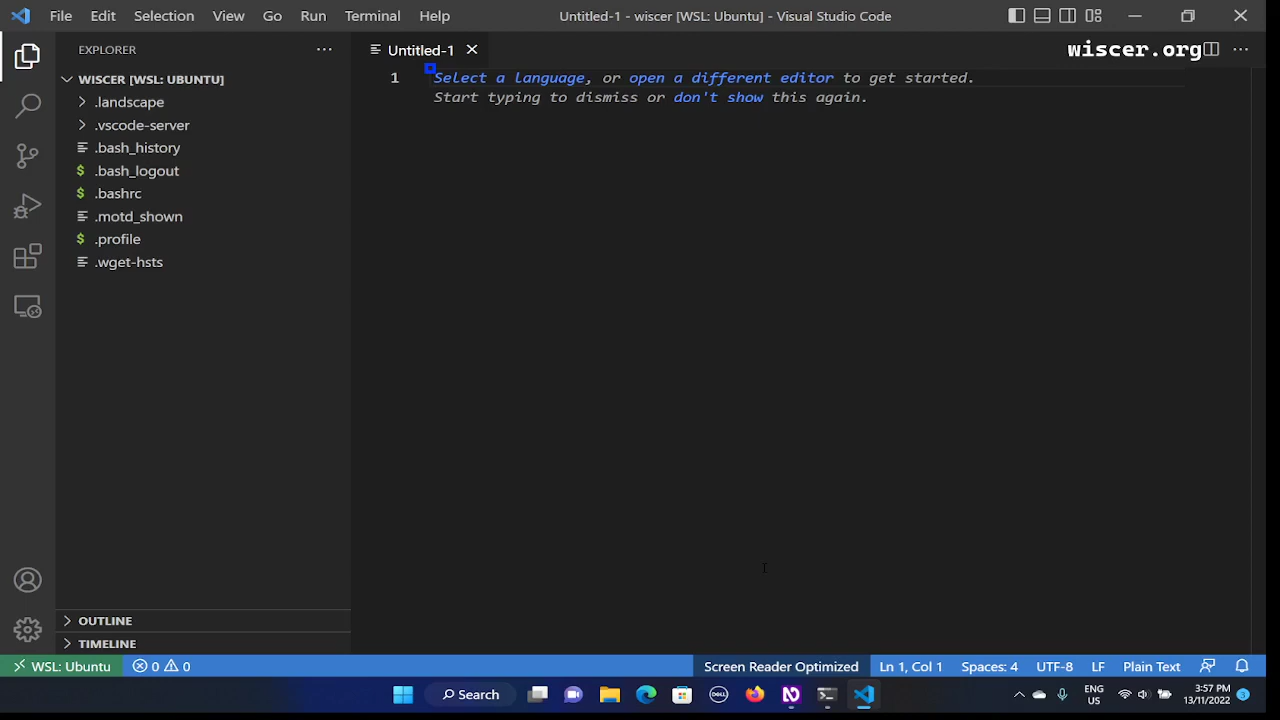 File Edit Selection View Go Run Terminal Help Untitled-1 - wiscer [WSL: Ubuntu] - Visual Studio Code
EXPLORER
Untitled-1
wiscer.org
WISCER [WSL: UBUNTU]
.landscape
.vscode-server
.bash_history
.bash_logout
.bashrc
.motd_shown
.profile
.wget-hsts
1 Select a language, or open a different editor to get started.
Start typing to dismiss or don't show this again.
OUTLINE
TIMELINE
WSL: Ubuntu 0 0 Screen Reader Optimized Ln 1, Col 1 Spaces: 4 UTF-8 LF Plain Text
Search
DELL
ENG
US
3:57 PM
13/11/2022
3